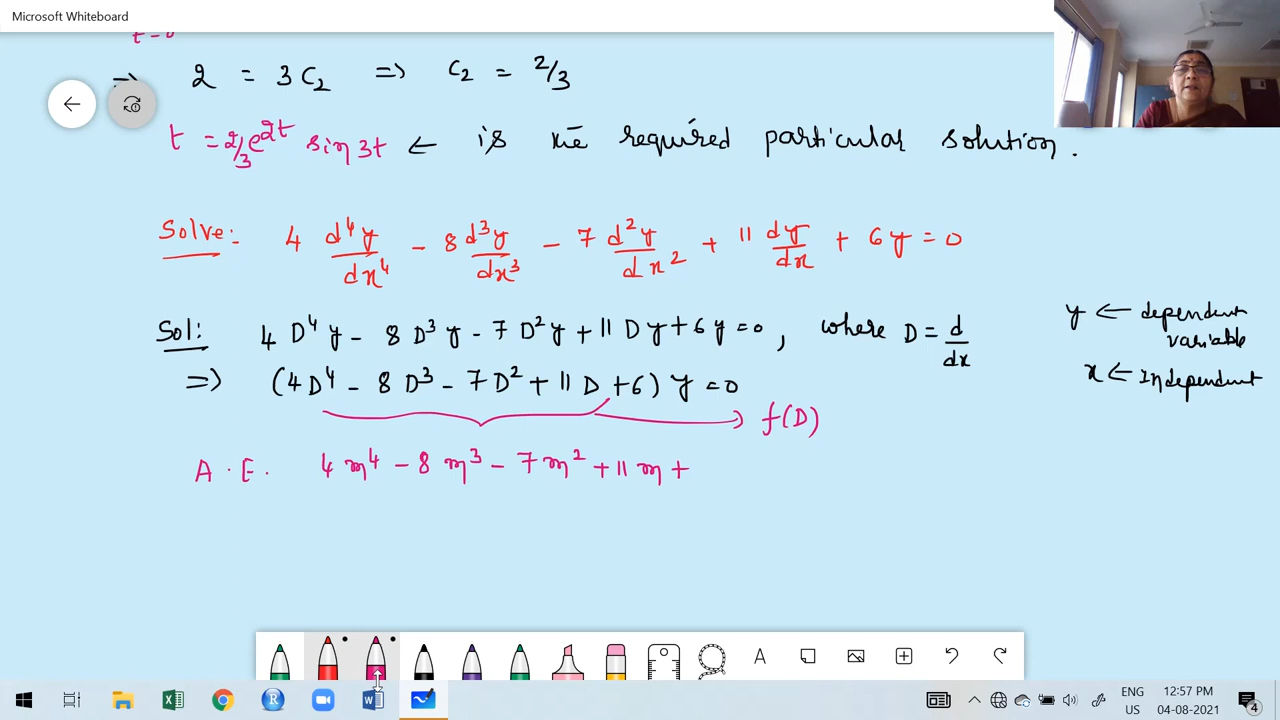 Microsoft Whiteboard
⇒ 2 = 3C₂ ⇒ C₂ = 2/3
t = 2/3 e^2t sin 3t ← is the required particular solution.
Solve: 4 d⁴y/dx⁴ - 8 d³y/dx³ - 7 d²y/dx² + 11 dy/dx + 6y = 0
Sol: 4 D⁴y - 8 D³y - 7 D²y + 11 Dy + 6y = 0, where D = d/dx
y ← dependent variable
x ← Independent
⇒ (4D⁴ - 8D³ - 7D² + 11D + 6) y = 0
f(D)
A.E. 4m⁴ - 8m³ - 7m² + 11m +
A
ENG
US
12:57 PM
04-08-2021
4